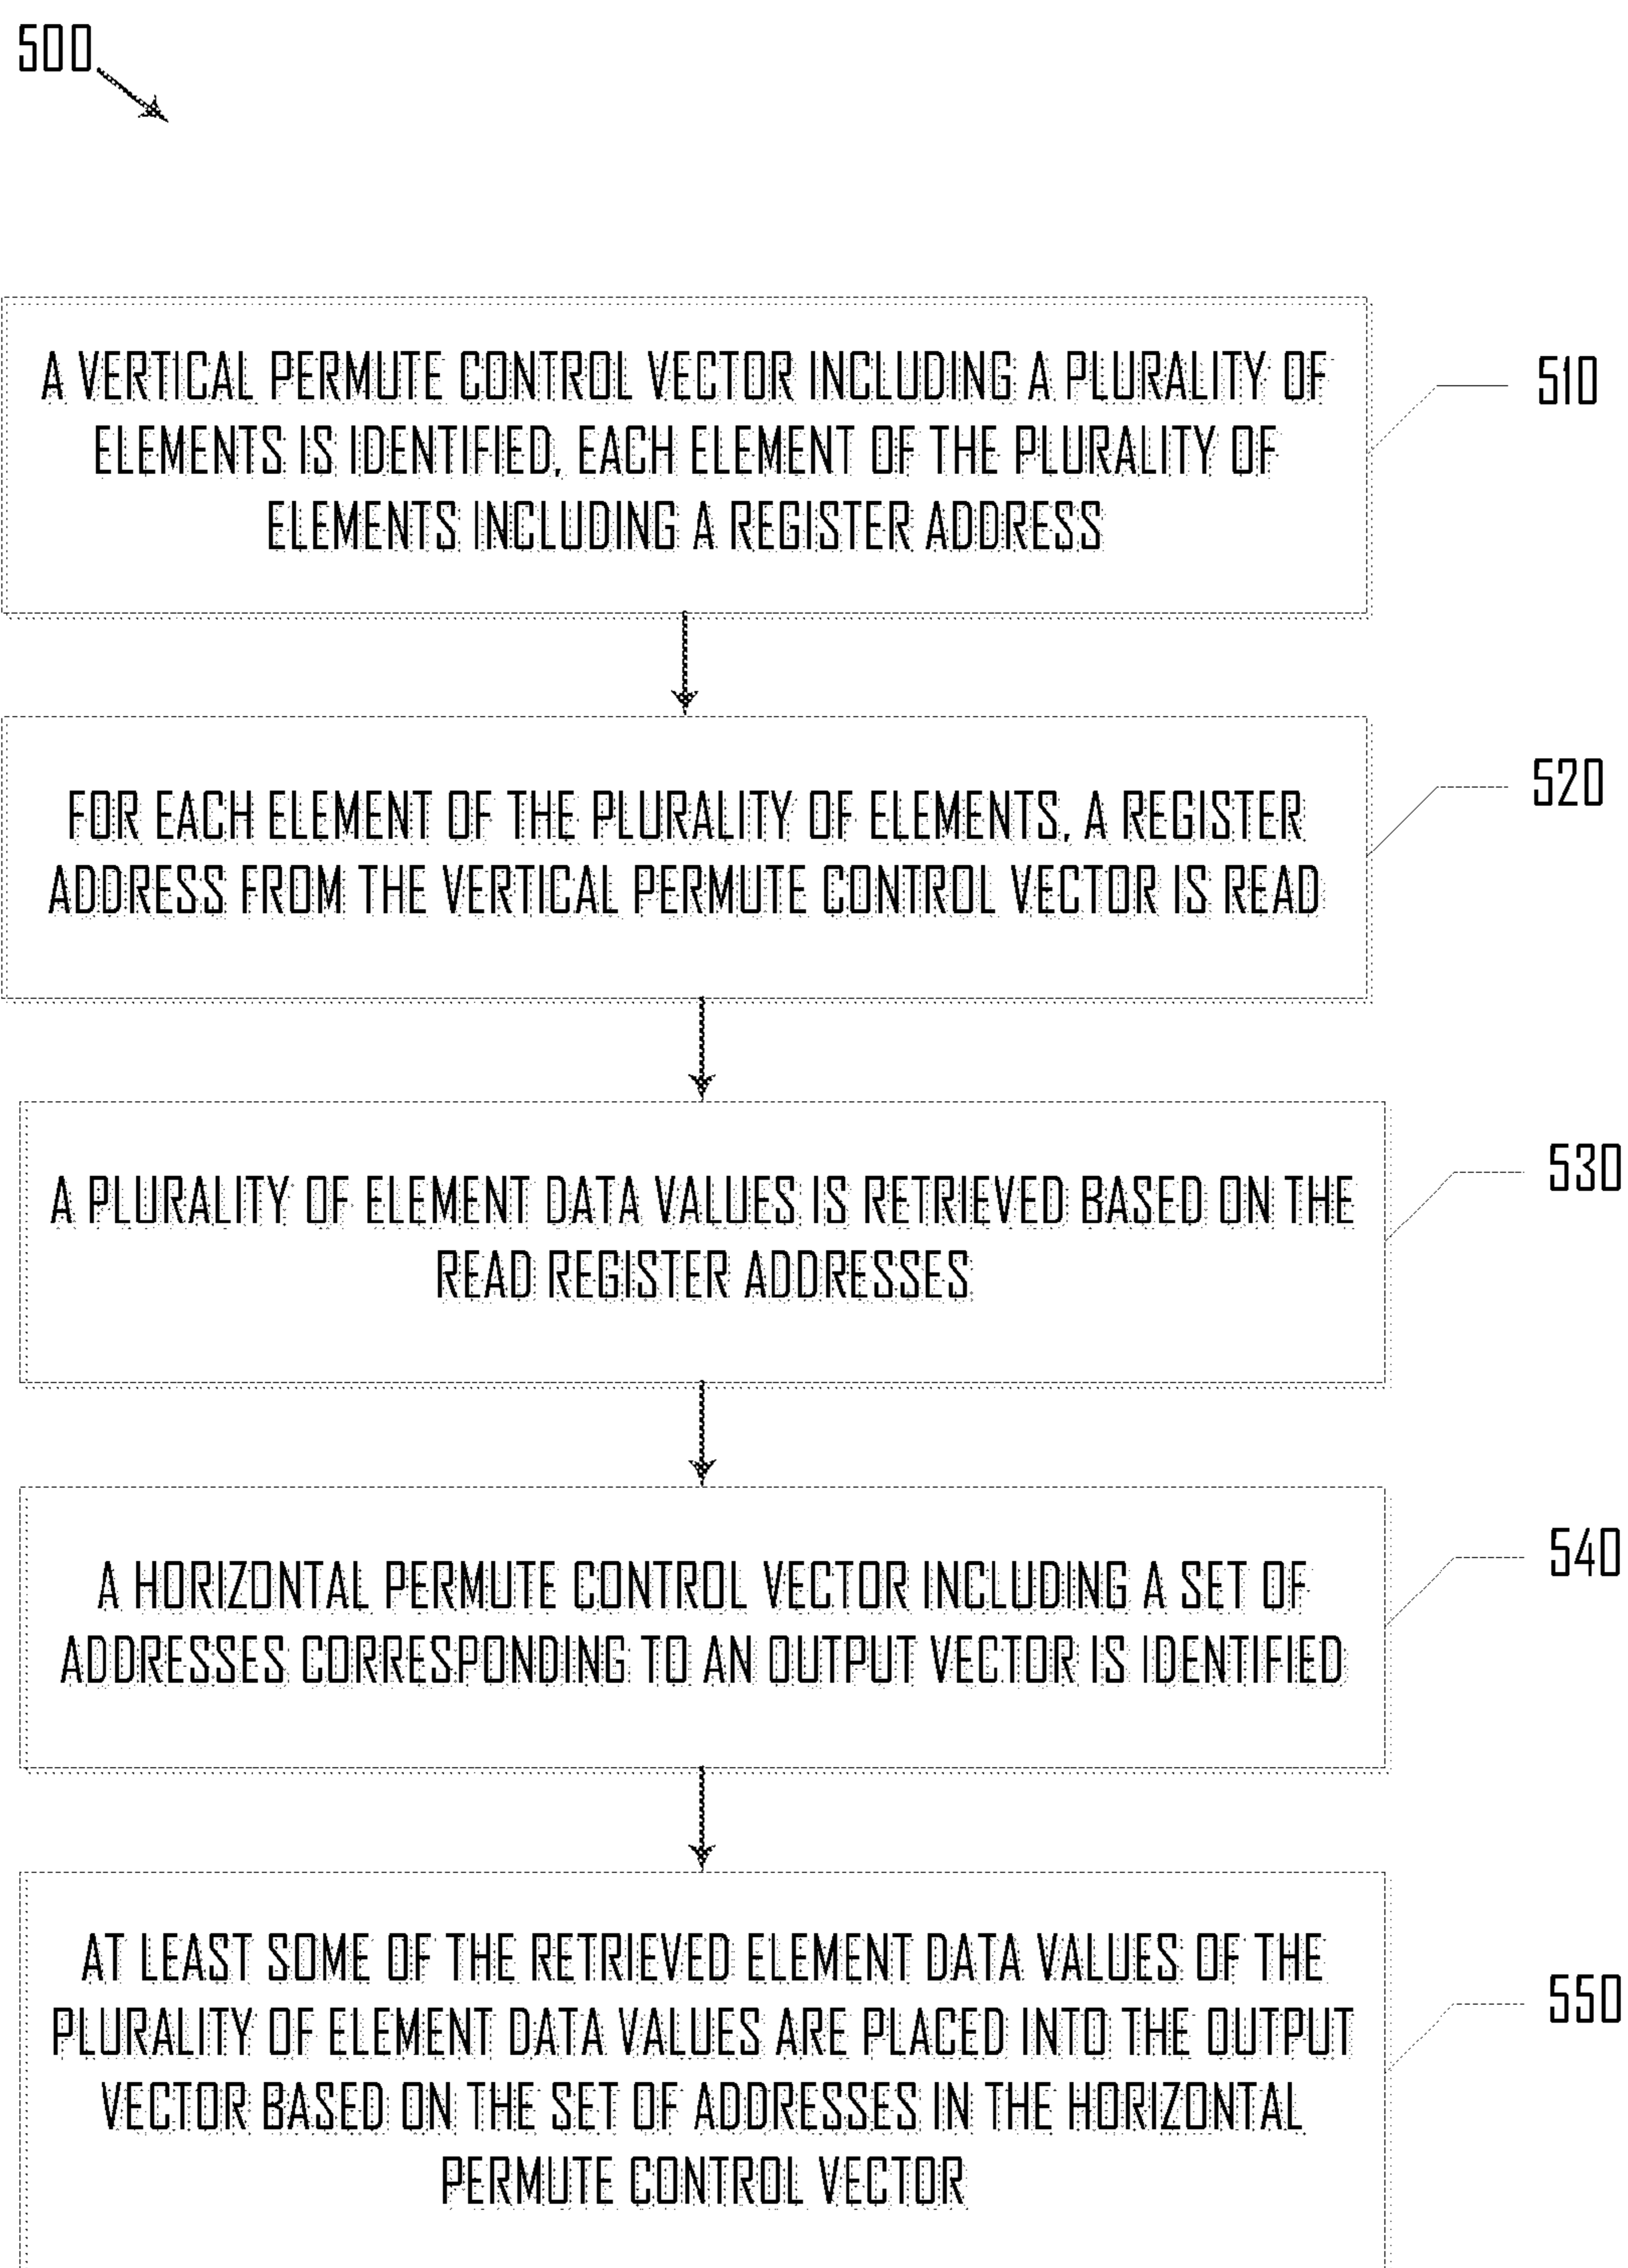 500
A VERTICAL PERMUTE CONTROL VECTOR INCLUDING A PLURALITY OF
ELEMENTS IS IDENTIFIED, EACH ELEMENT OF THE PLURALITY OF
ELEMENTS INCLUDING A REGISTER ADDRESS
510
FOR EACH ELEMENT OF THE PLURALITY OF ELEMENTS, A REGISTER
ADDRESS FROM THE VERTICAL PERMUTE CONTROL VECTOR IS READ
520
A PLURALITY OF ELEMENT DATA VALUES IS RETRIEVED BASED ON THE
READ REGISTER ADDRESSES
530
A HORIZONTAL PERMUTE CONTROL VECTOR INCLUDING A SET OF
ADDRESSES CORRESPONDING TO AN OUTPUT VECTOR IS IDENTIFIED
540
AT LEAST SOME OF THE RETRIEVED ELEMENT DATA VALUES OF THE
PLURALITY OF ELEMENT DATA VALUES ARE PLACED INTO THE OUTPUT
VECTOR BASED ON THE SET OF ADDRESSES IN THE HORIZONTAL
PERMUTE CONTROL VECTOR
550